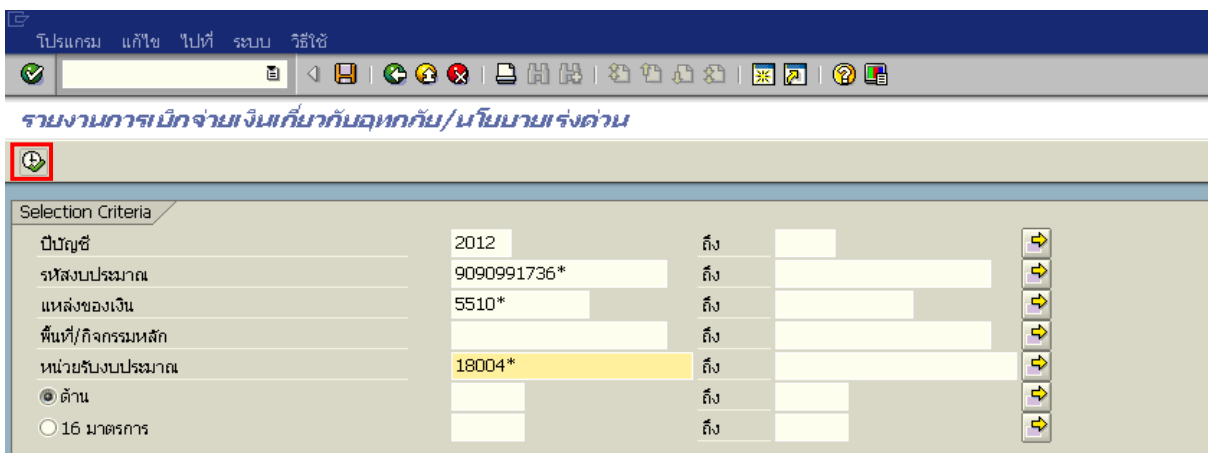 โปรแกรม แก้ไข ไปที่ ระบบ วิธีใช้
รายงานการเบิกจ่ายเงินเกี่ยวกับอุทกภัย/นโยบายเร่งด่วน
Selection Criteria
ปีบัญชี 2012 ถึง
รหัสงบประมาณ 9090991736* ถึง
แหล่งของเงิน 5510* ถึง
พื้นที่/กิจกรรมหลัก ถึง
หน่วยรับงบประมาณ 18004* ถึง
ด้าน ถึง
16 มาตรการ ถึง